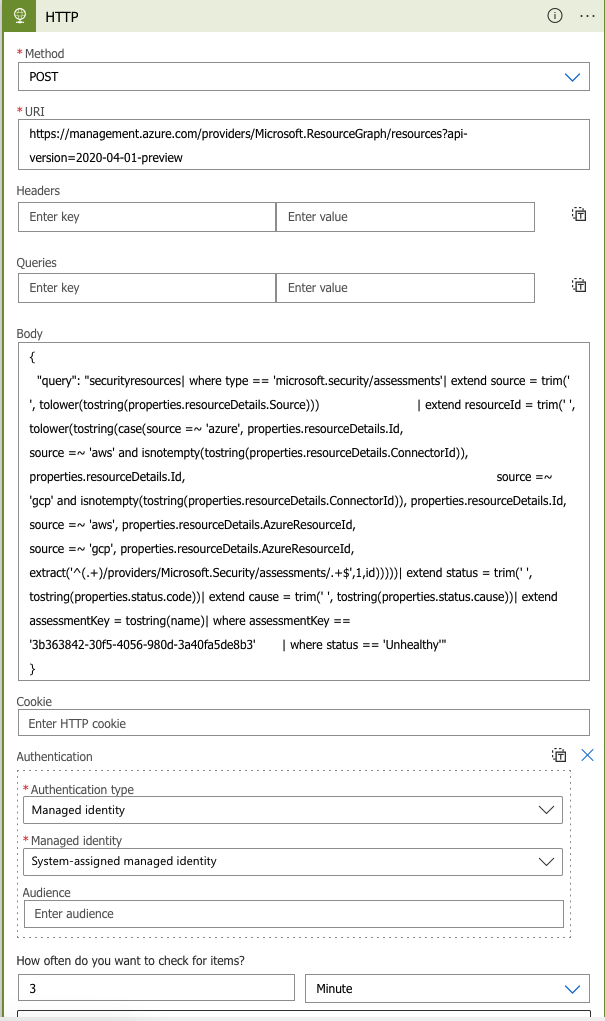 HTTP
* Method
POST
* URI
https://management.azure.com/providers/Microsoft.ResourceGraph/resources?api-
version=2020-04-01-preview
Headers
Enter key
Enter value
Queries
Enter key
Enter value
Body
{
"query": "securityresources| where type == 'microsoft.security/assessments'| extend source = trim('
', tolower(tostring(properties.resourceDetails.Source))) | extend resourceId = trim(' ',
tolower(tostring(case(source =~ 'azure', properties.resourceDetails.Id,
source =~ 'aws' and isnotempty(tostring(properties.resourceDetails.ConnectorId)),
properties.resourceDetails.Id, source =~
'gcp' and isnotempty(tostring(properties.resourceDetails.ConnectorId)), properties.resourceDetails.Id,
source =~ 'aws', properties.resourceDetails.AzureResourceId,
source =~ 'gcp', properties.resourceDetails.AzureResourceId,
extract('^(.+)/providers/Microsoft.Security/assessments/.+$',1,id)))))| extend status = trim(' ',
tostring(properties.status.code))| extend cause = trim(' ', tostring(properties.status.cause))| extend
assessmentKey = tostring(name)| where assessmentKey ==
'3b363842-30f5-4056-980d-3a40fa5de8b3' | where status == 'Unhealthy'"
}
Cookie
Enter HTTP cookie
Authentication
* Authentication type
Managed identity
* Managed identity
System-assigned managed identity
Audience
Enter audience
How often do you want to check for items?
3
Minute